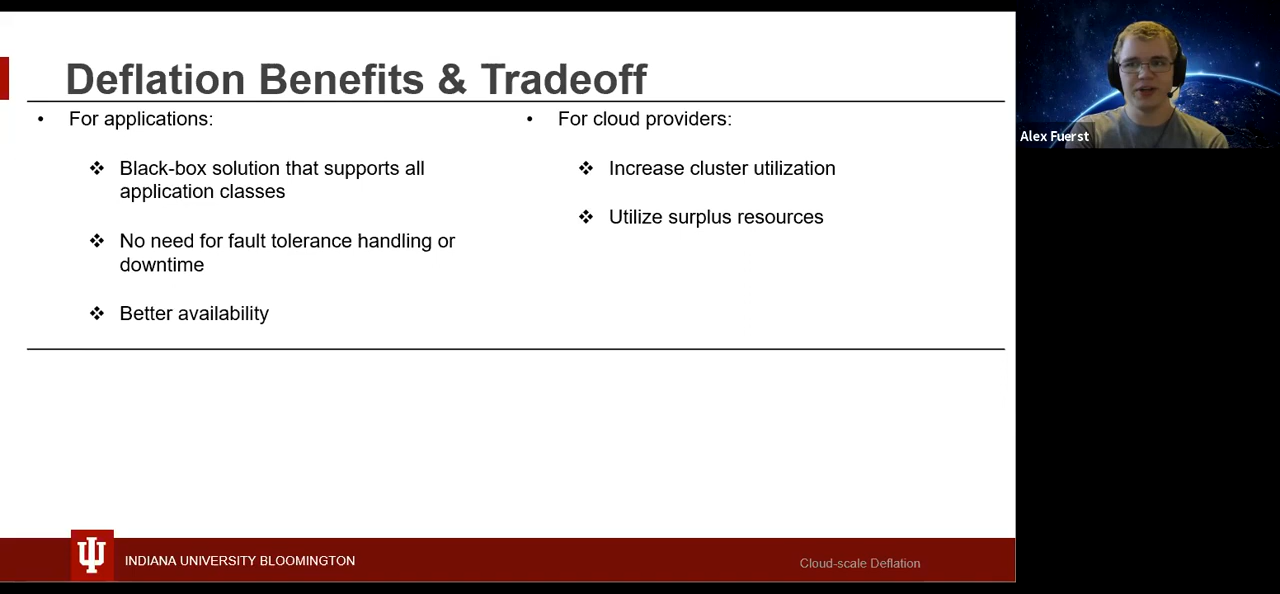 Deflation Benefits & Tradeoff
• For applications:
❖ Black-box solution that supports all
application classes
❖ No need for fault tolerance handling or
downtime
❖ Better availability
• For cloud providers:
❖ Increase cluster utilization
❖ Utilize surplus resources
Alex Fuerst
INDIANA UNIVERSITY BLOOMINGTON
Cloud-scale Deflation